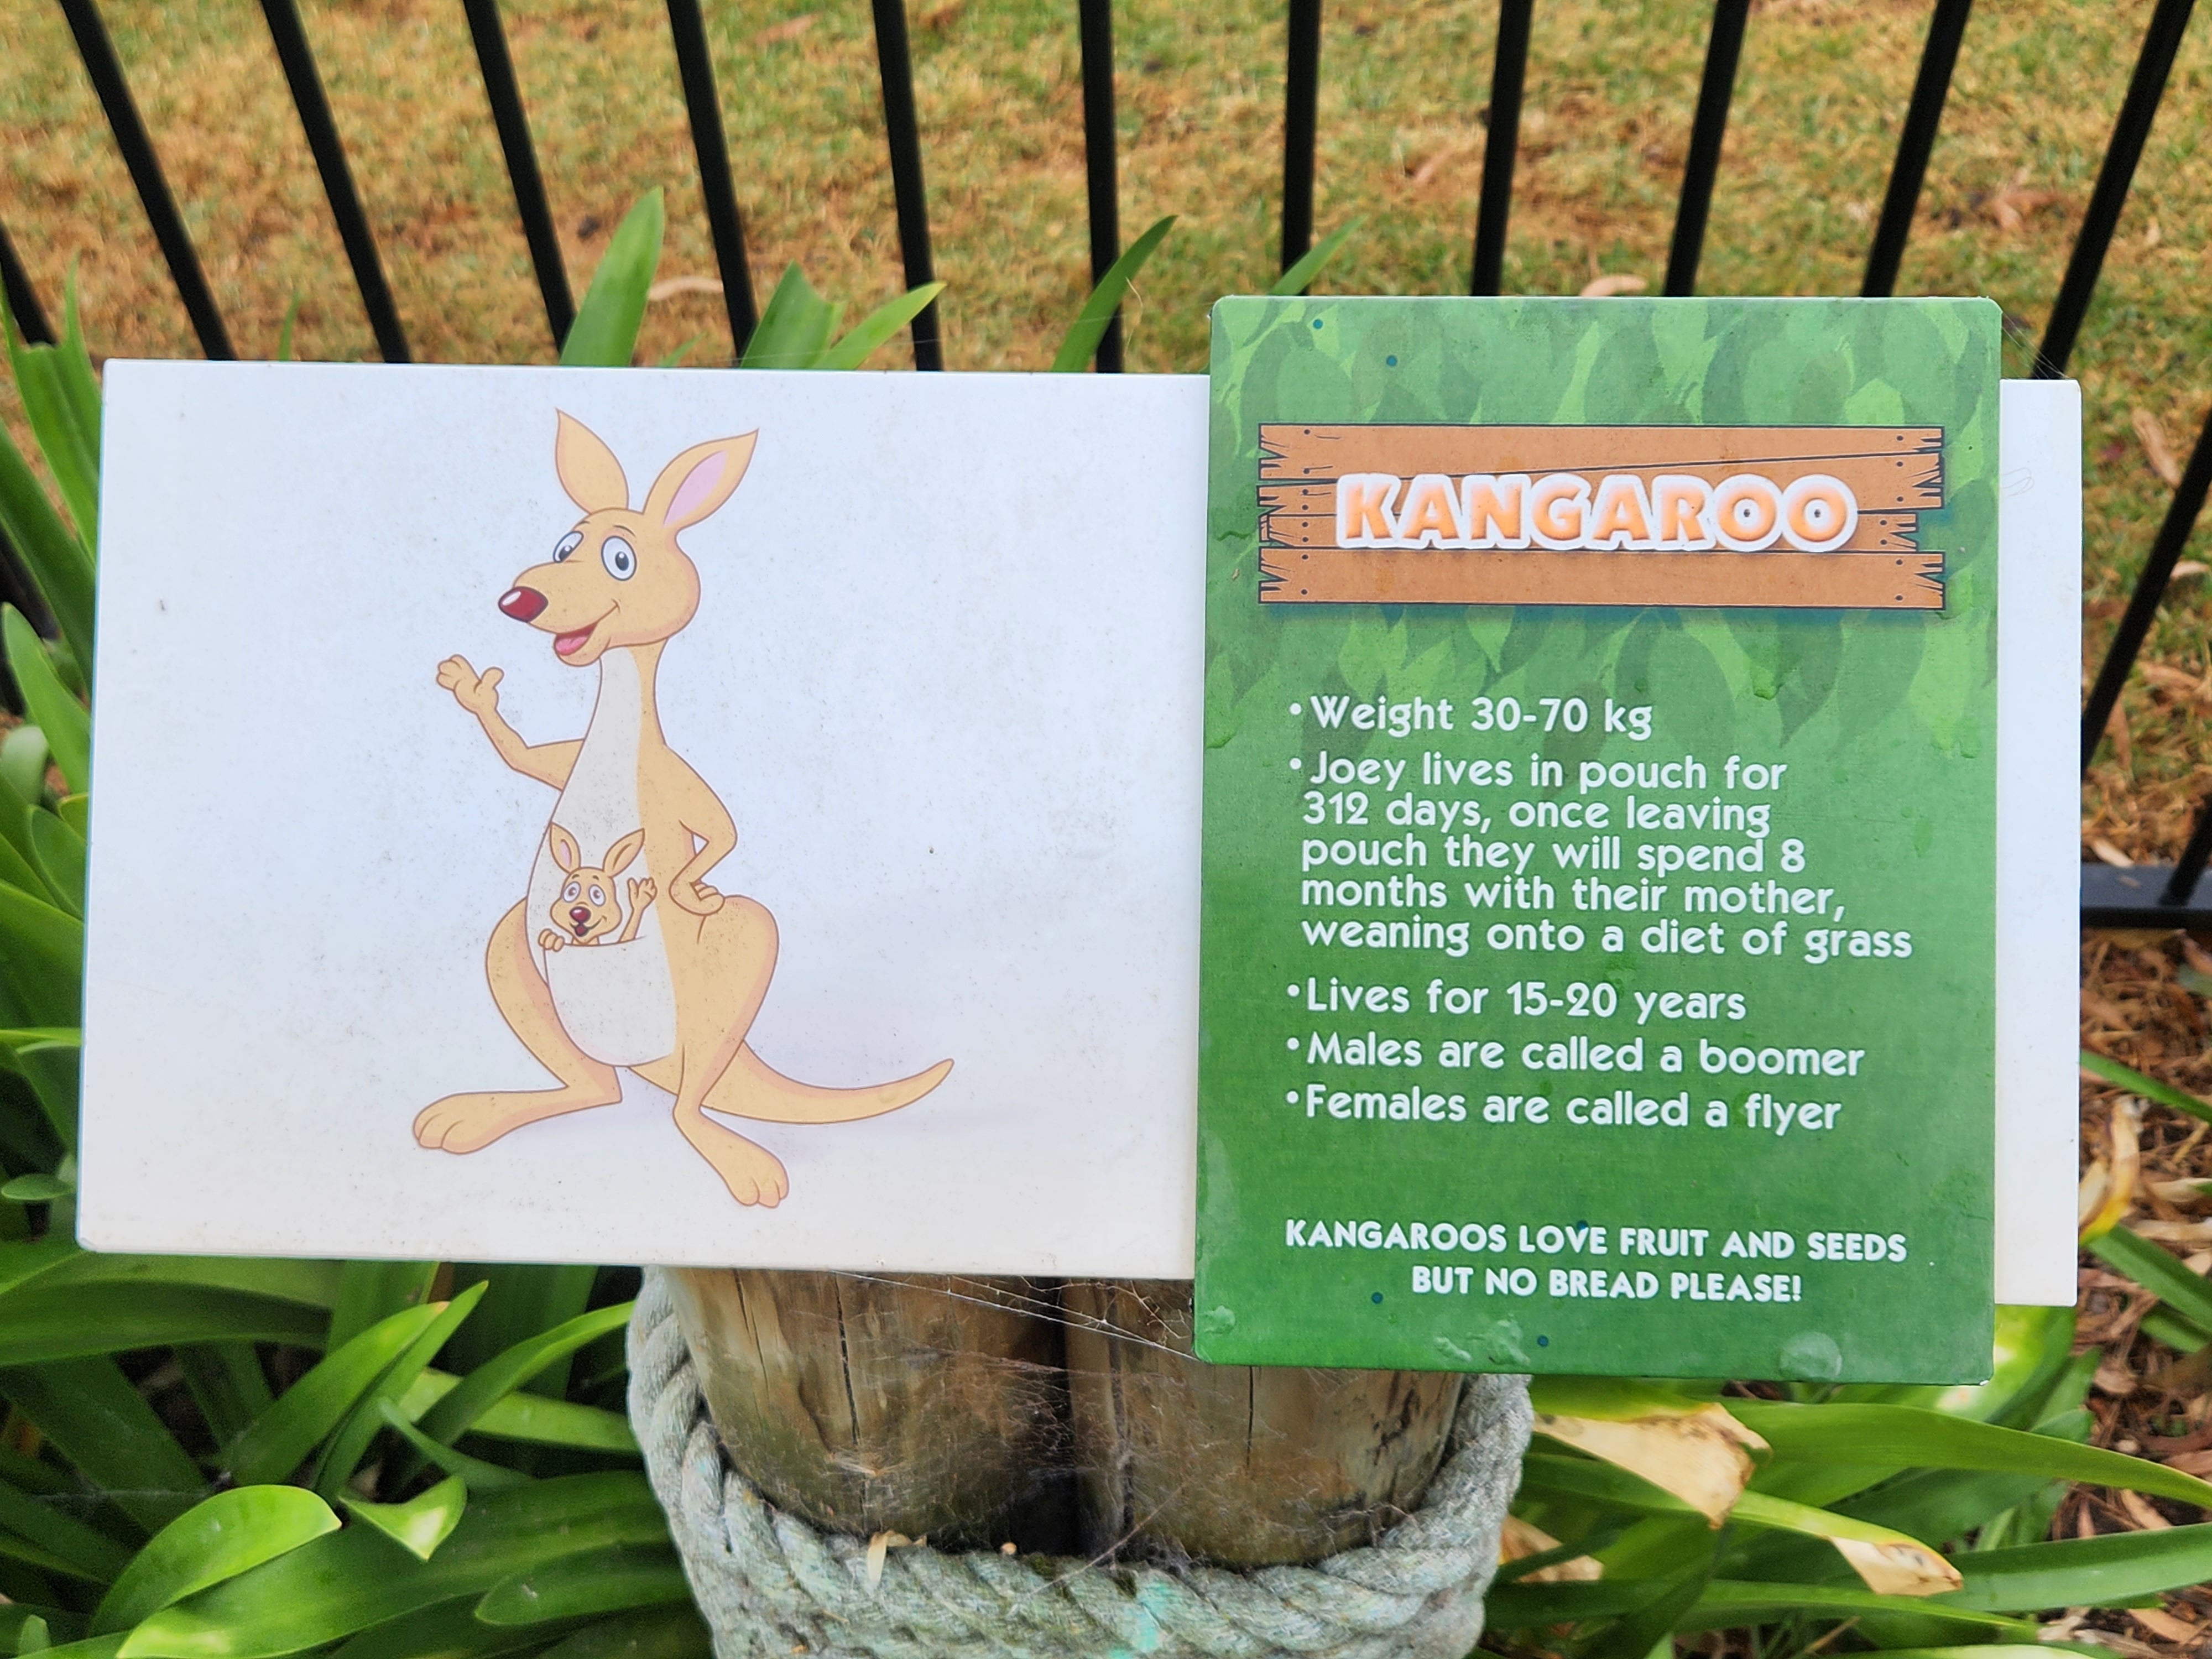 KANGAROO
•Weight 30-70 kg
•Joey lives in pouch for
312 days, once leaving
pouch they will spend 8
months with their mother,
weaning onto a diet of grass
•Lives for 15-20 years
•Males are called a boomer
•Females are called a flyer
KANGAROOS LOVE FRUIT AND SEEDS
BUT NO BREAD PLEASE!